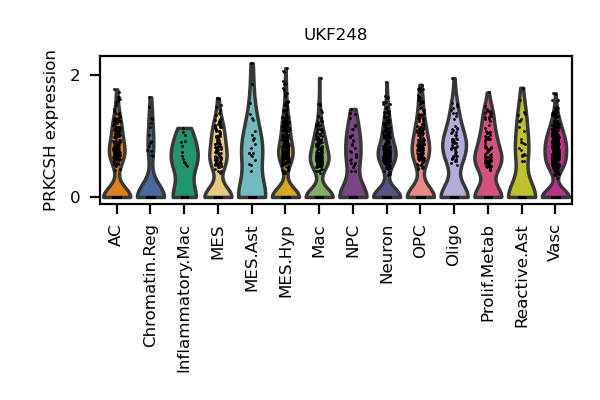 UKF248
PRKCSH expression
2
0
AC
Chromatin.Reg
Inflammatory.Mac
MES
MES.Ast
MES.Hyp
Mac
NPC
Neuron
OPC
Oligo
Prolif.Metab
Reactive.Ast
Vasc